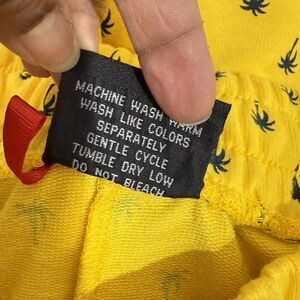 MACHINE WASH WARM
WASH LIKE COLORS
SEPARATELY
GENTLE CYCLE
TUMBLE DRY LOW
DO NOT BLEACH